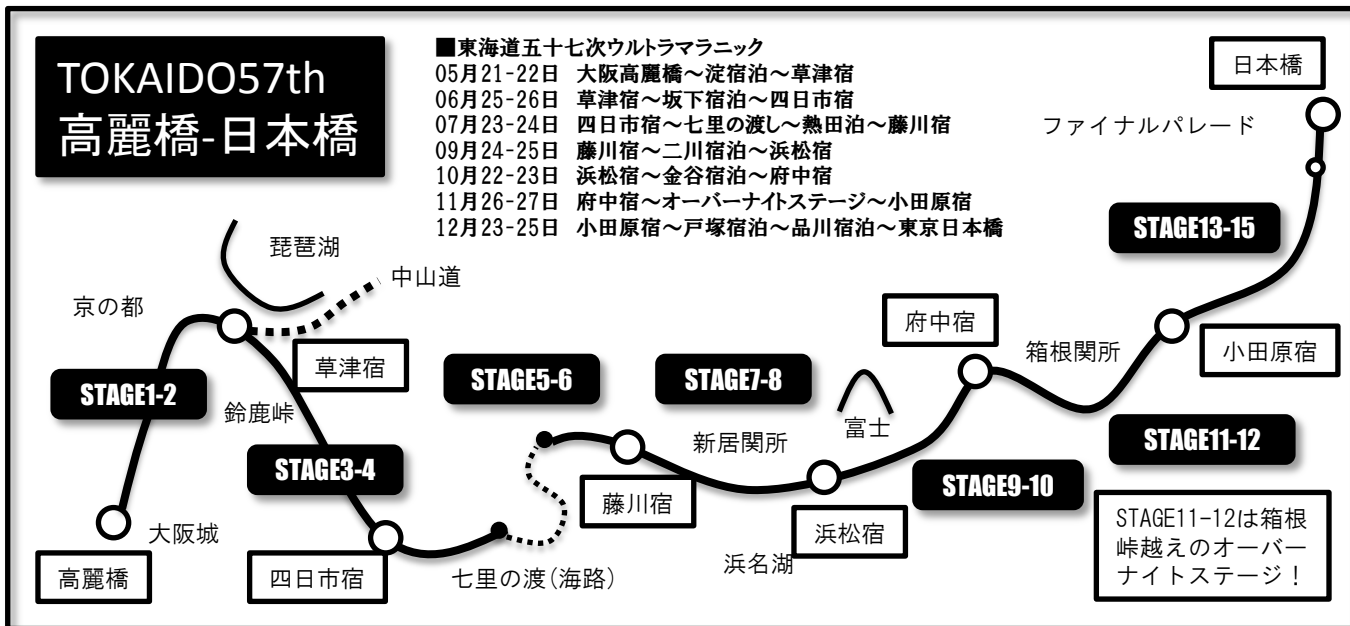 TOKAIDO57th
高麗橋-日本橋
■東海道五十七次ウルトラマラニック
05月21-22日 大阪高麗橋～淀宿泊～草津宿
06月25-26日 草津宿～坂下宿泊～四日市宿
07月23-24日 四日市宿～七里の渡し～熱田泊～藤川宿
09月24-25日 藤川宿～二川宿泊～浜松宿
10月22-23日 浜松宿～金谷宿泊～府中宿
11月26-27日 府中宿～オーバーナイトステージ～小田原宿
12月23-25日 小田原宿～戸塚宿泊～品川宿泊～東京日本橋
日本橋
ファイナルパレード
STAGE13-15
琵琶湖
中山道
京の都
府中宿
箱根関所
小田原宿
草津宿
STAGE1-2
STAGE5-6
STAGE7-8
鈴鹿峠
富士
新居関所
STAGE11-12
STAGE3-4
STAGE9-10
藤川宿
浜松宿
大阪城
浜名湖
高麗橋
四日市宿
七里の渡(海路)
STAGE11-12は箱根
峠越えのオーバー
ナイトステージ！